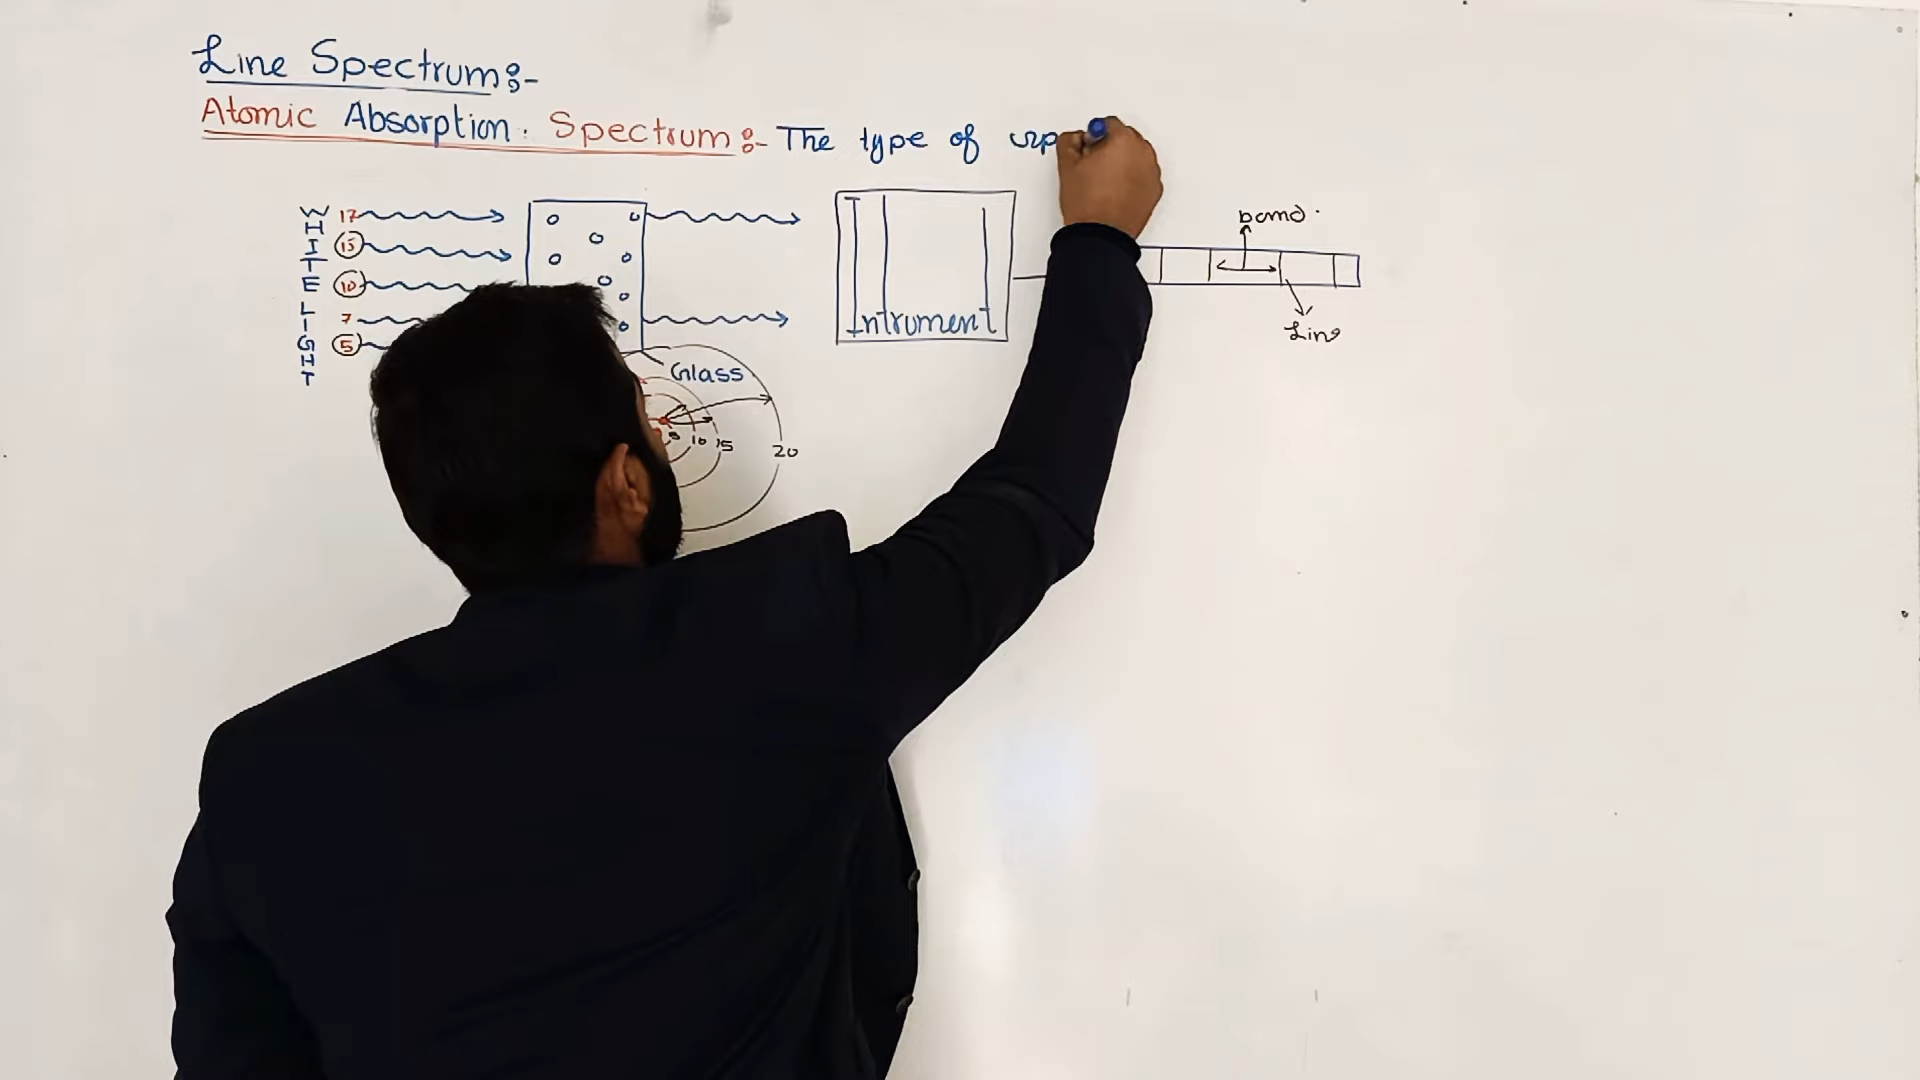 Line Spectrum:-
Atomic Absorption. Spectrum:- The type of
WHITE LIGHT
17
15
10
7
5
Glass
10 15
20
Intrument
band.
Line